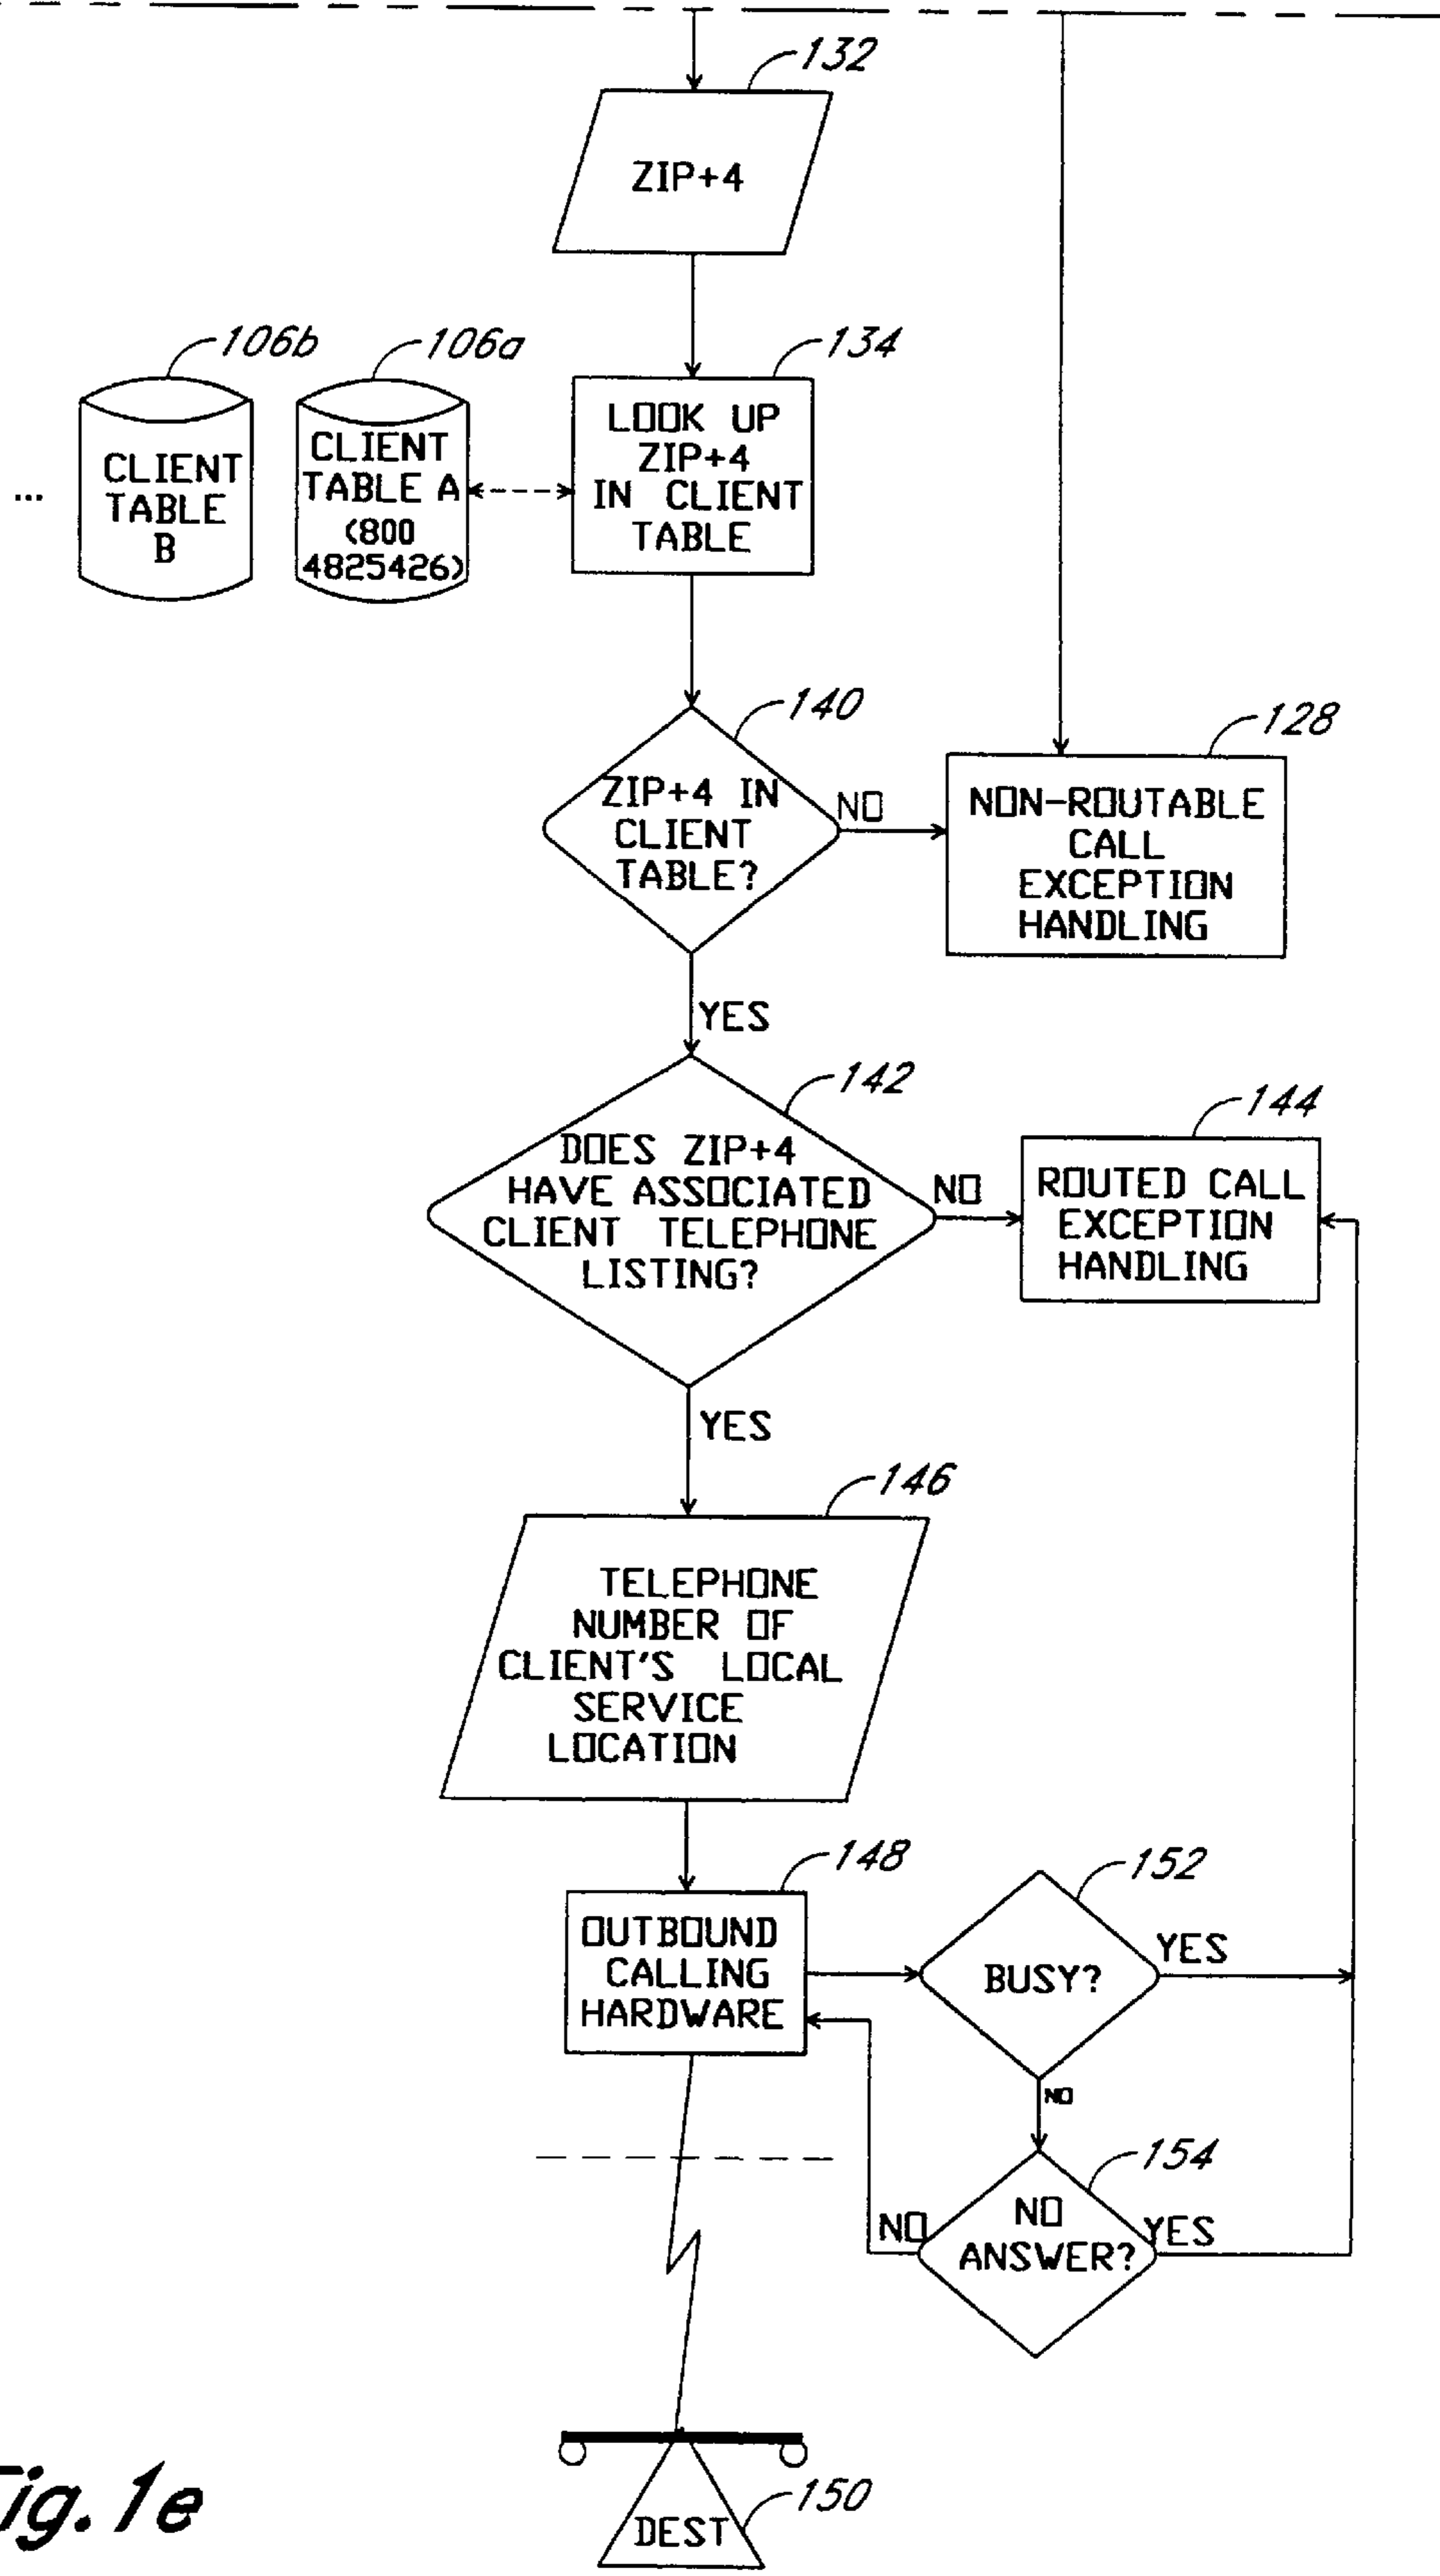 132
ZIP+4
106b
106a
134
CLIENT
TABLE
B
CLIENT
TABLE A
(800
4825426)
LOOK UP
ZIP+4
IN CLIENT
TABLE
...
140
128
ZIP+4 IN
CLIENT
TABLE?
NO
NON-ROUTABLE
CALL
EXCEPTION
HANDLING
YES
142
144
DOES ZIP+4
HAVE ASSOCIATED
CLIENT TELEPHONE
LISTING?
NO
ROUTED CALL
EXCEPTION
HANDLING
YES
146
TELEPHONE
NUMBER OF
CLIENT'S LOCAL
SERVICE
LOCATION
148
152
OUTBOUND
CALLING
HARDWARE
BUSY?
YES
NO
154
NO
ANSWER?
NO
YES
150
DEST
Fig. 1e